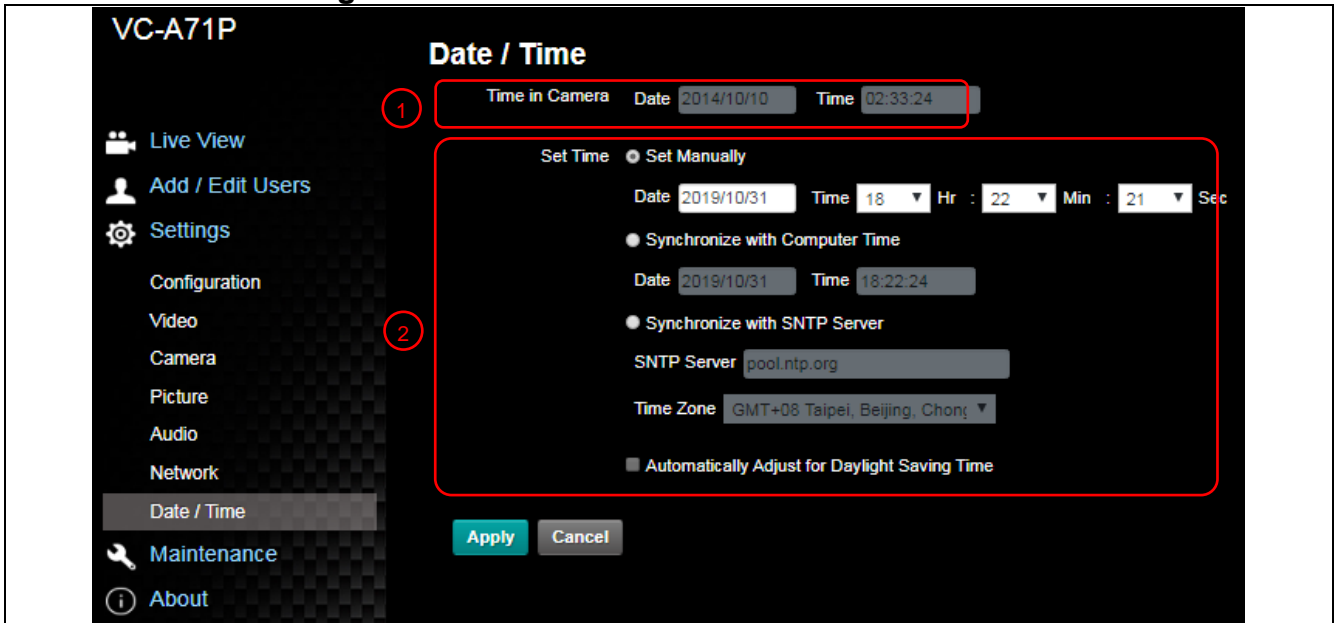 VC-A71P
Date / Time
1
Time in Camera Date 2014/10/10 Time 02:33:24
Live View
Add / Edit Users
Settings
Configuration
Video
Camera
Picture
Audio
Network
Date / Time
Maintenance
About
2
Set Time Set Manually
Date 2019/10/31 Time 18 Hr : 22 Min : 21 Sec
Synchronize with Computer Time
Date 2019/10/31 Time 18:22:24
Synchronize with SNTP Server
SNTP Server pool.ntp.org
Time Zone GMT+08 Taipei, Beijing, Chong
Automatically Adjust for Daylight Saving Time
Apply Cancel